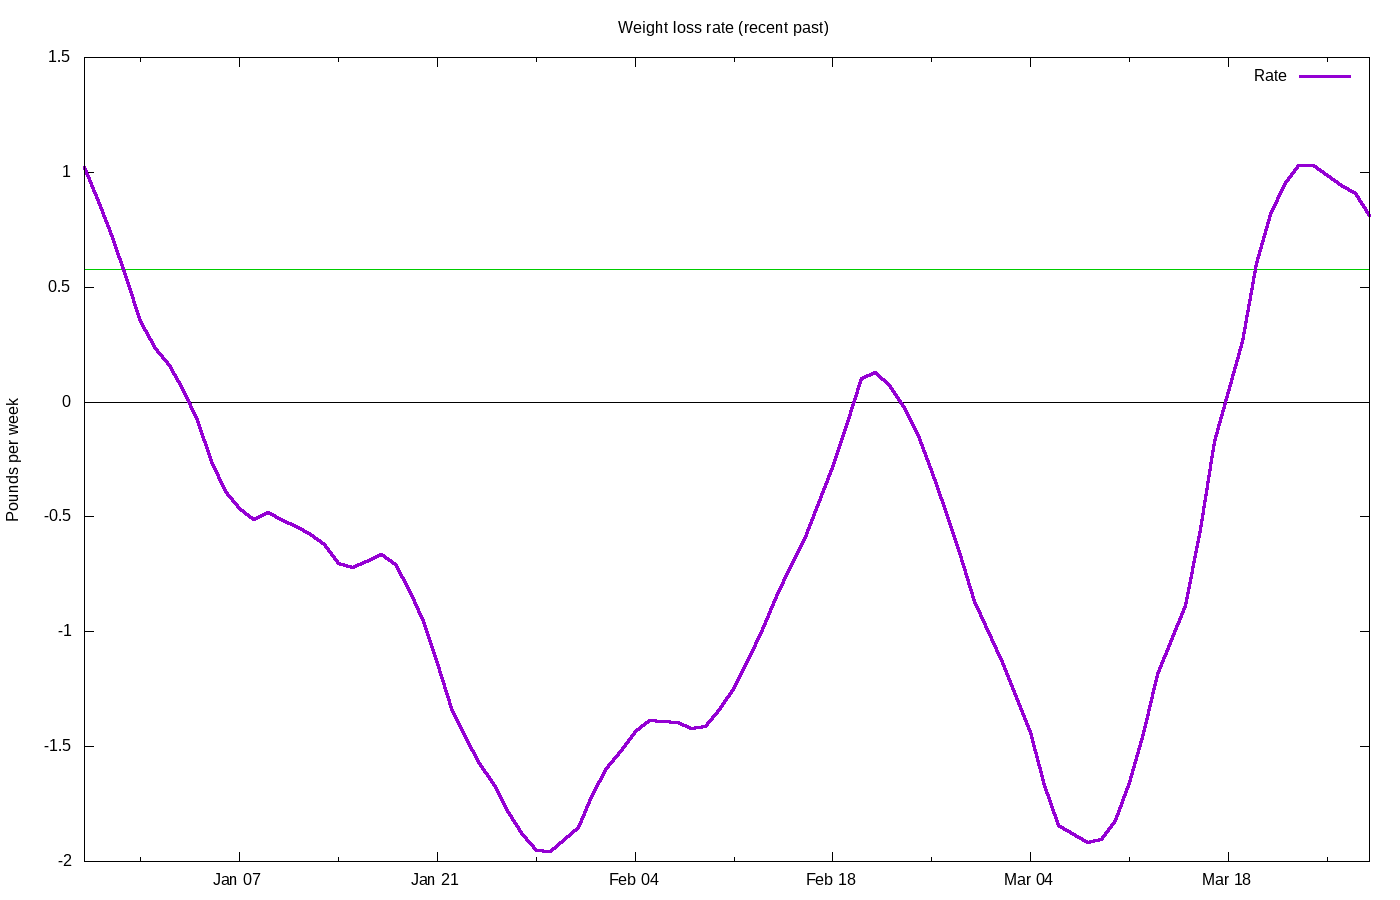 Weight loss rate (recent past)
Rate
1.5
1
0.5
0
-0.5
-1
-1.5
-2
Pounds per week
Jan 07
Jan 21
Feb 04
Feb 18
Mar 04
Mar 18